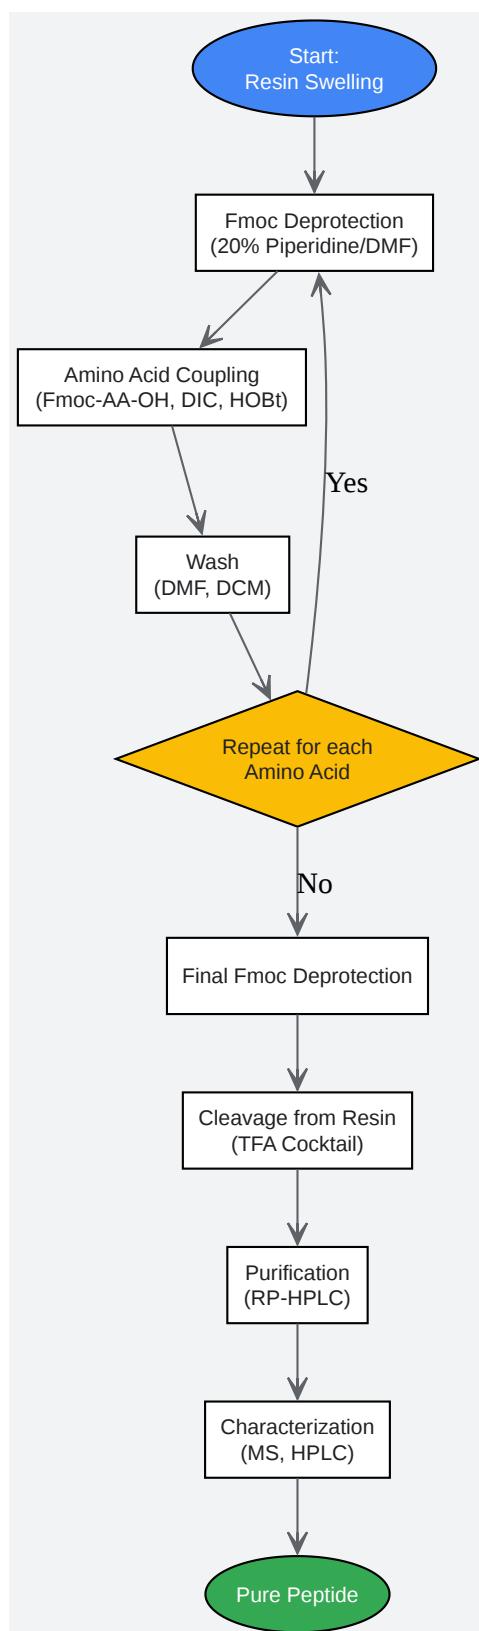 Start:
Resin Swelling
Fmoc Deprotection
(20% Piperidine/DMF)
Amino Acid Coupling
(Fmoc-AA-OH, DIC, HOBt)
Yes
Wash
(DMF, DCM)
Repeat for each
Amino Acid
No
Final Fmoc Deprotection
Cleavage from Resin
(TFA Cocktail)
Purification
(RP-HPLC)
Characterization
(MS, HPLC)
Pure Peptide